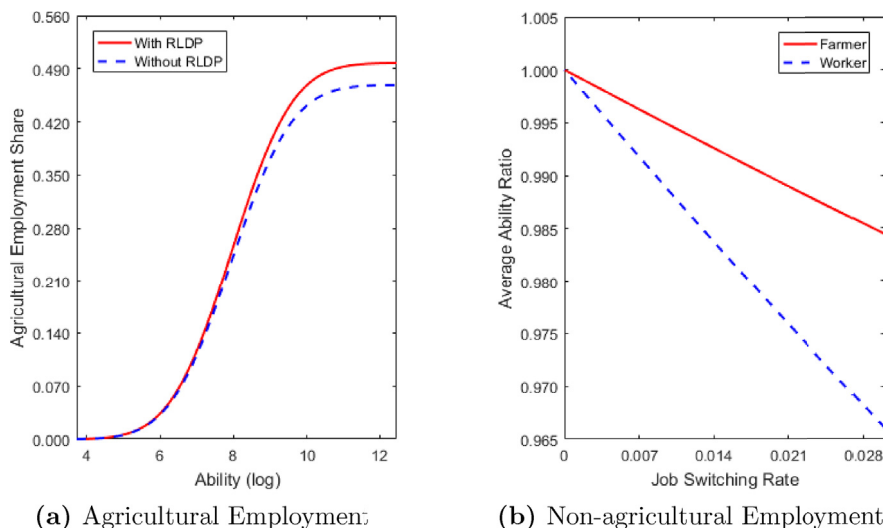 0.560
0.490
0.420
0.350
0.280
0.210
0.140
0.070
0.000
Agricultural Employment Share
With RLDP
Without RLDP
4 6 8 10 12
Ability (log)
(a) Agricultural Employment
1.005
1.000
0.995
0.990
0.985
0.980
0.975
0.970
0.965
Average Ability Ratio
Farmer
Worker
0 0.007 0.014 0.021 0.028
Job Switching Rate
(b) Non-agricultural Employment